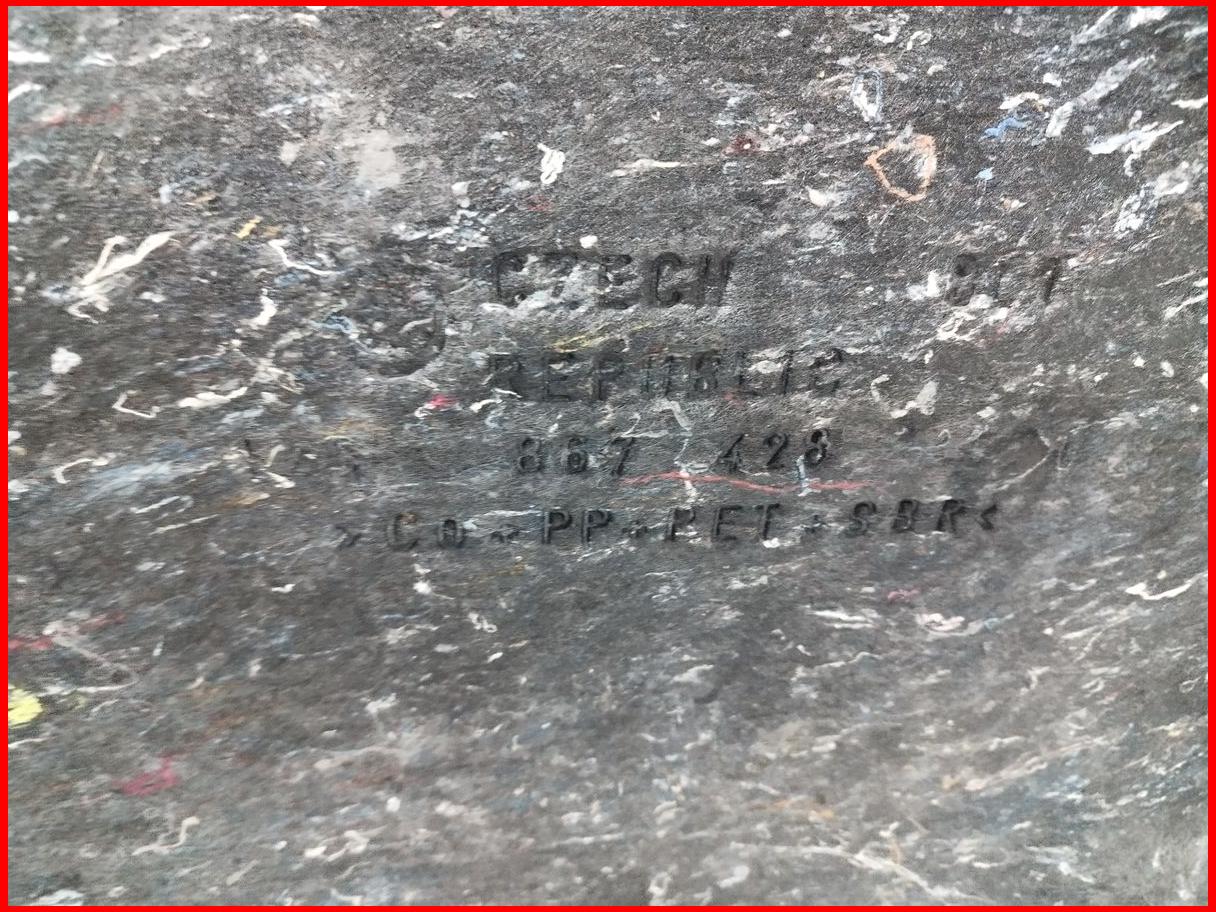 CZECH
REPUBLIC
867 428
>CO+PP+PET+SBR<